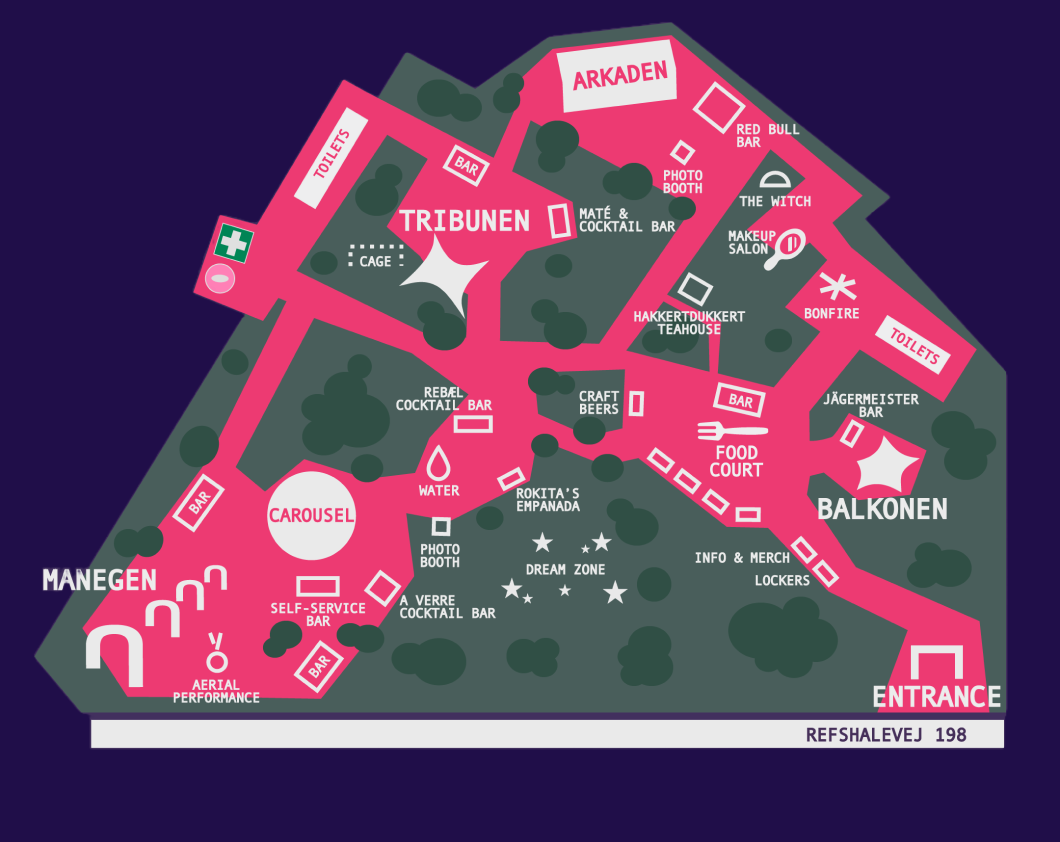 ARKADEN
RED BULL
BAR
TOILETS
BAR
PHOTO
BOOTH
THE WITCH
TRIBUNEN
MATÉ &
COCKTAIL BAR
MAKEUP
SALON
CAGE
HAKKERTDUKKERT
TEAHOUSE
BONFIRE
TOILETS
REBÆL
COCKTAIL BAR
CRAFT
BEERS
BAR
JÄGERMEISTER
BAR
FOOD
COURT
WATER
ROKITA'S
EMPANADA
BAR
CAROUSEL
BALKONEN
PHOTO
BOOTH
DREAM ZONE
INFO & MERCH
LOCKERS
MANEGEN
SELF-SERVICE
BAR
A VERRE
COCKTAIL BAR
BAR
AERIAL
PERFORMANCE
ENTRANCE
REFSHALEVEJ 198